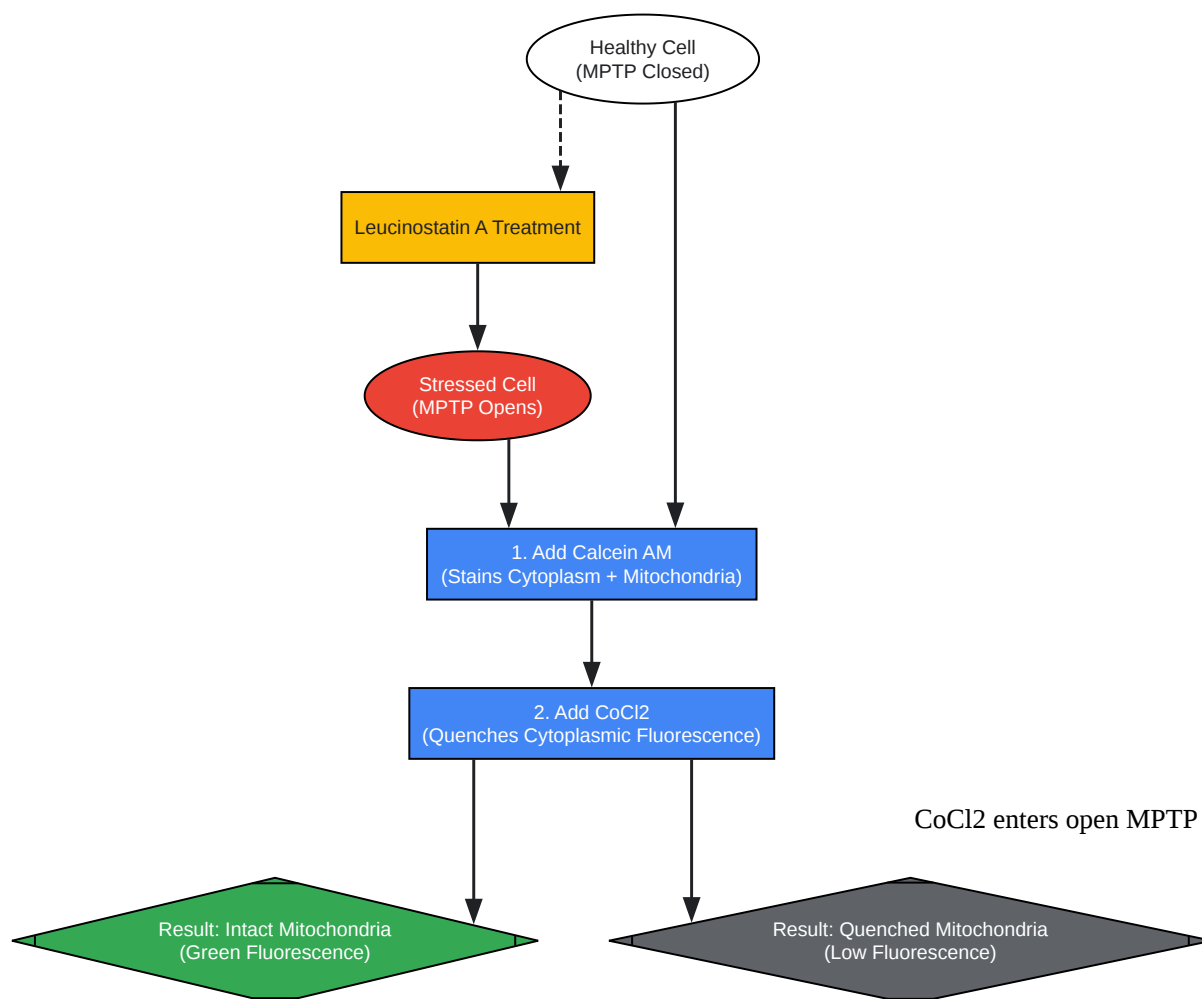 Healthy Cell
(MPTP Closed)
Leucinostatin A Treatment
Stressed Cell
(MPTP Opens)
1. Add Calcein AM
(Stains Cytoplasm + Mitochondria)
2. Add CoCl2
(Quenches Cytoplasmic Fluorescence)
CoCl2 enters open MPTP
Result: Intact Mitochondria
(Green Fluorescence)
Result: Quenched Mitochondria
(Low Fluorescence)